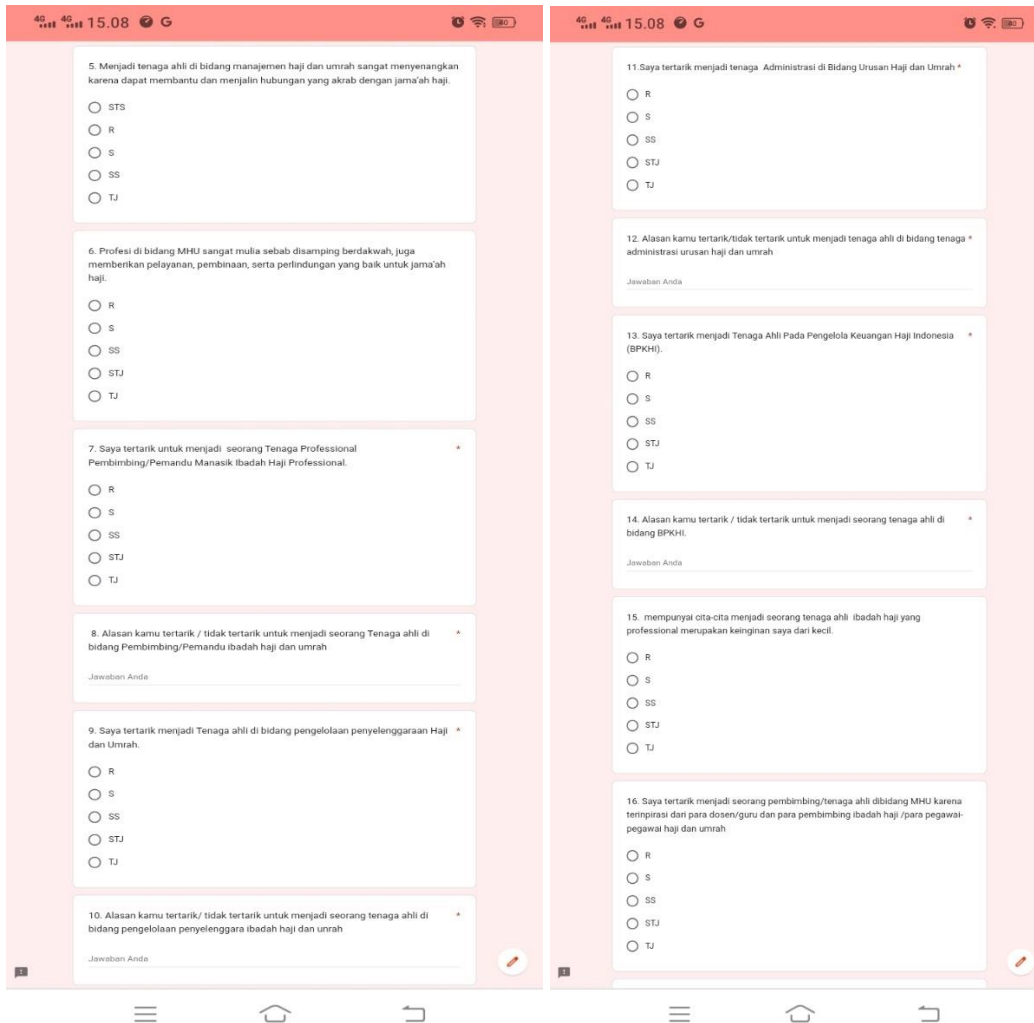 4G 4G 15.08 G
80
5. Menjadi tenaga ahli di bidang manajemen haji dan umrah sangat menyenangkan
karena dapat membantu dan menjalin hubungan yang akrab dengan jama'ah haji.
STS
R
S
SS
TJ
6. Profesi di bidang MHU sangat mulia sebab disamping berdakwah, juga
memberikan pelayanan, pembinaan, serta perlindungan yang baik untuk jama'ah
haji.
R
S
SS
STJ
TJ
7. Saya tertarik untuk menjadi seorang Tenaga Professional *
Pembimbing/Pemandu Manasik Ibadah Haji Professional.
R
S
SS
STJ
TJ
8. Alasan kamu tertarik / tidak tertarik untuk menjadi seorang Tenaga ahli di *
bidang Pembimbing/Pemandu ibadah haji dan umrah
Jawaban Anda
9. Saya tertarik menjadi Tenaga ahli di bidang pengelolaan penyelenggaraan Haji *
dan Umrah.
R
S
SS
STJ
TJ
10. Alasan kamu tertarik/ tidak tertarik untuk menjadi seorang tenaga ahli di *
bidang pengelolaan penyelenggara ibadah haji dan unrah
Jawaban Anda
4G 4G 15.08 G
80
11.Saya tertarik menjadi tenaga Administrasi di Bidang Urusan Haji dan Umrah *
R
S
SS
STJ
TJ
12. Alasan kamu tertarik/tidak tertarik untuk menjadi tenaga ahli di bidang tenaga *
administrasi urusan haji dan umrah
Jawaban Anda
13. Saya tertarik menjadi Tenaga Ahli Pada Pengelola Keuangan Haji Indonesia *
(BPKHI).
R
S
SS
STJ
TJ
14. Alasan kamu tertarik / tidak tertarik untuk menjadi seorang tenaga ahli di *
bidang BPKHI.
Jawaban Anda
15. mempunyai cita-cita menjadi seorang tenaga ahli ibadah haji yang
professional merupakan keinginan saya dari kecil.
R
S
SS
STJ
TJ
16. Saya tertarik menjadi seorang pembimbing/tenaga ahli dibidang MHU karena
terinpirasi dari para dosen/guru dan para pembimbing ibadah haji /para pegawai-
pegawai haji dan umrah
R
S
SS
STJ
TJ